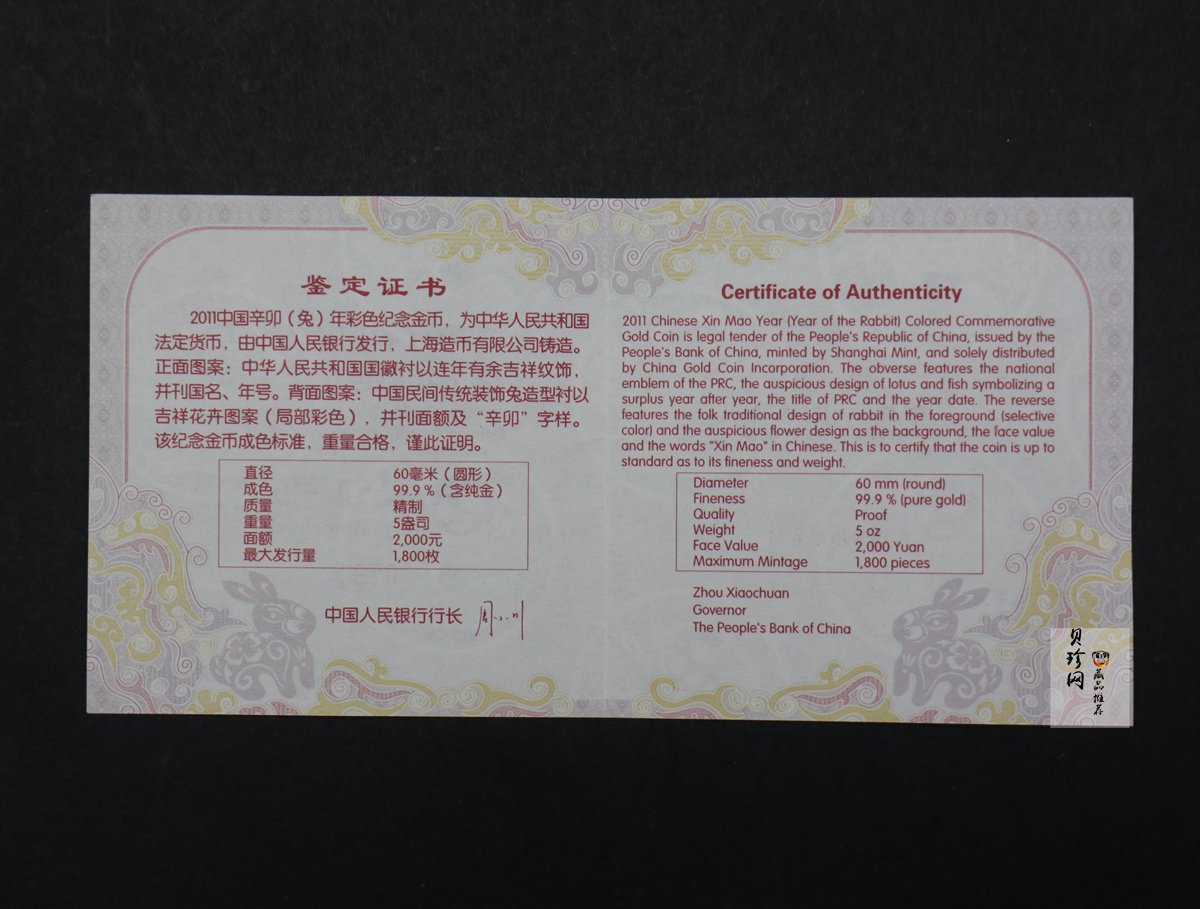 鉴定证书
2011中国辛卯（兔）年彩色纪念金币，为中华人民共和国
法定货币，由中国人民银行发行，上海造币有限公司铸造。
正面图案：中华人民共和国国徽衬以连年有余吉祥纹饰，
并刊国名、年号。背面图案：中国民间传统装饰兔造型衬以
吉祥花卉图案（局部彩色），并刊面额及“辛卯”字样。
该纪念金币成色标准，重量合格，谨此证明。
直径 60毫米（圆形）
成色 99.9％（含纯金）
质量 精制
重量 5盎司
面额 2,000元
最大发行量 1,800枚
中国人民银行行长
Certificate of Authenticity
2011 Chinese Xin Mao Year (Year of the Rabbit) Colored Commemorative
Gold Coin is legal tender of the People's Republic of China, issued by the
People's Bank of China, minted by Shanghai Mint, and solely distributed
by China Gold Coin Incorporation. The obverse features the national
emblem of the PRC, the auspicious design of lotus and fish symbolizing a
surplus year after year, the title of PRC and the year date. The reverse
features the folk traditional design of rabbit in the foreground (selective
color) and the auspicious flower design as the background, the face value
and the words "Xin Mao" in Chinese. This is to certify that the coin is up to
standard as to its fineness and weight.
Diameter 60 mm (round)
Fineness 99.9 % (pure gold)
Quality Proof
Weight 5 oz
Face Value 2,000 Yuan
Maximum Mintage 1,800 pieces
Zhou Xiaochuan
Governor
The People's Bank of China
贝珍网
藏品推荐